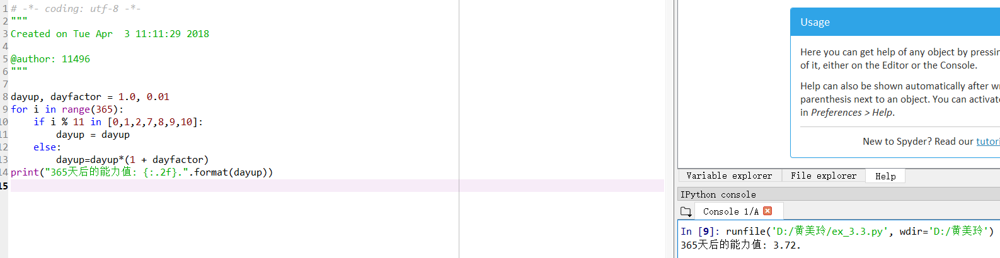 1 # -*- coding: utf-8 -*-
2 """
3 Created on Tue Apr  3 11:11:29 2018
4
5 @author: 11496
6 """
7
8 dayup, dayfactor = 1.0, 0.01
9 for i in range(365):
10     if i % 11 in [0,1,2,7,8,9,10]:
11         dayup = dayup
12     else:
13         dayup=dayup*(1 + dayfactor)
14 print("365天后的能力值: {:.2f}.".format(dayup))
15
Usage
Here you can get help of any object by pressin
of it, either on the Editor or the Console.
Help can also be shown automatically after wr
parenthesis next to an object. You can activate
in Preferences > Help.
New to Spyder? Read our tutori
Variable explorer File explorer Help
IPython console
Console 1/A
In [9]: runfile('D:/黄美玲/ex_3.3.py', wdir='D:/黄美玲')
365天后的能力值: 3.72.